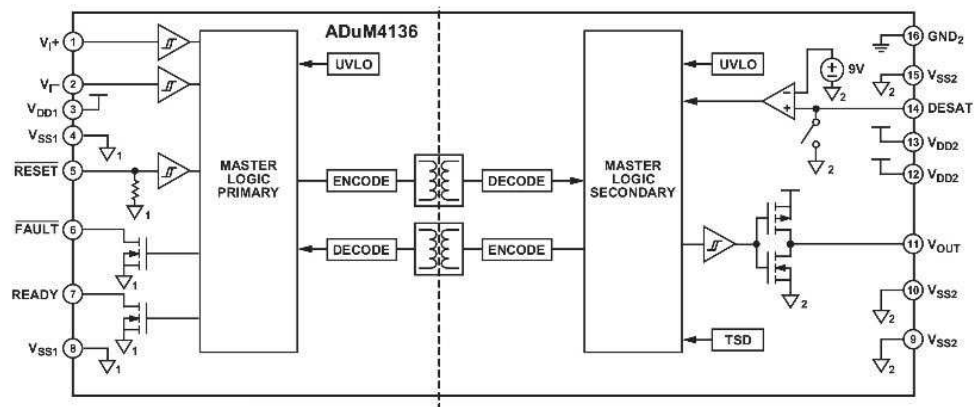 ADuM4136
VI+ 1
VI– 2
VDD1 3
VSS1 4
RESET 5
FAULT 6
READY 7
VSS1 8
1
1
1
1
1
MASTER
LOGIC
PRIMARY
UVLO
ENCODE
DECODE
DECODE
ENCODE
MASTER
LOGIC
SECONDARY
UVLO
TSD
9V
2
2
2
2
2
2
16 GND2
15 VSS2
14 DESAT
13 VDD2
12 VDD2
11 VOUT
10 VSS2
9 VSS2